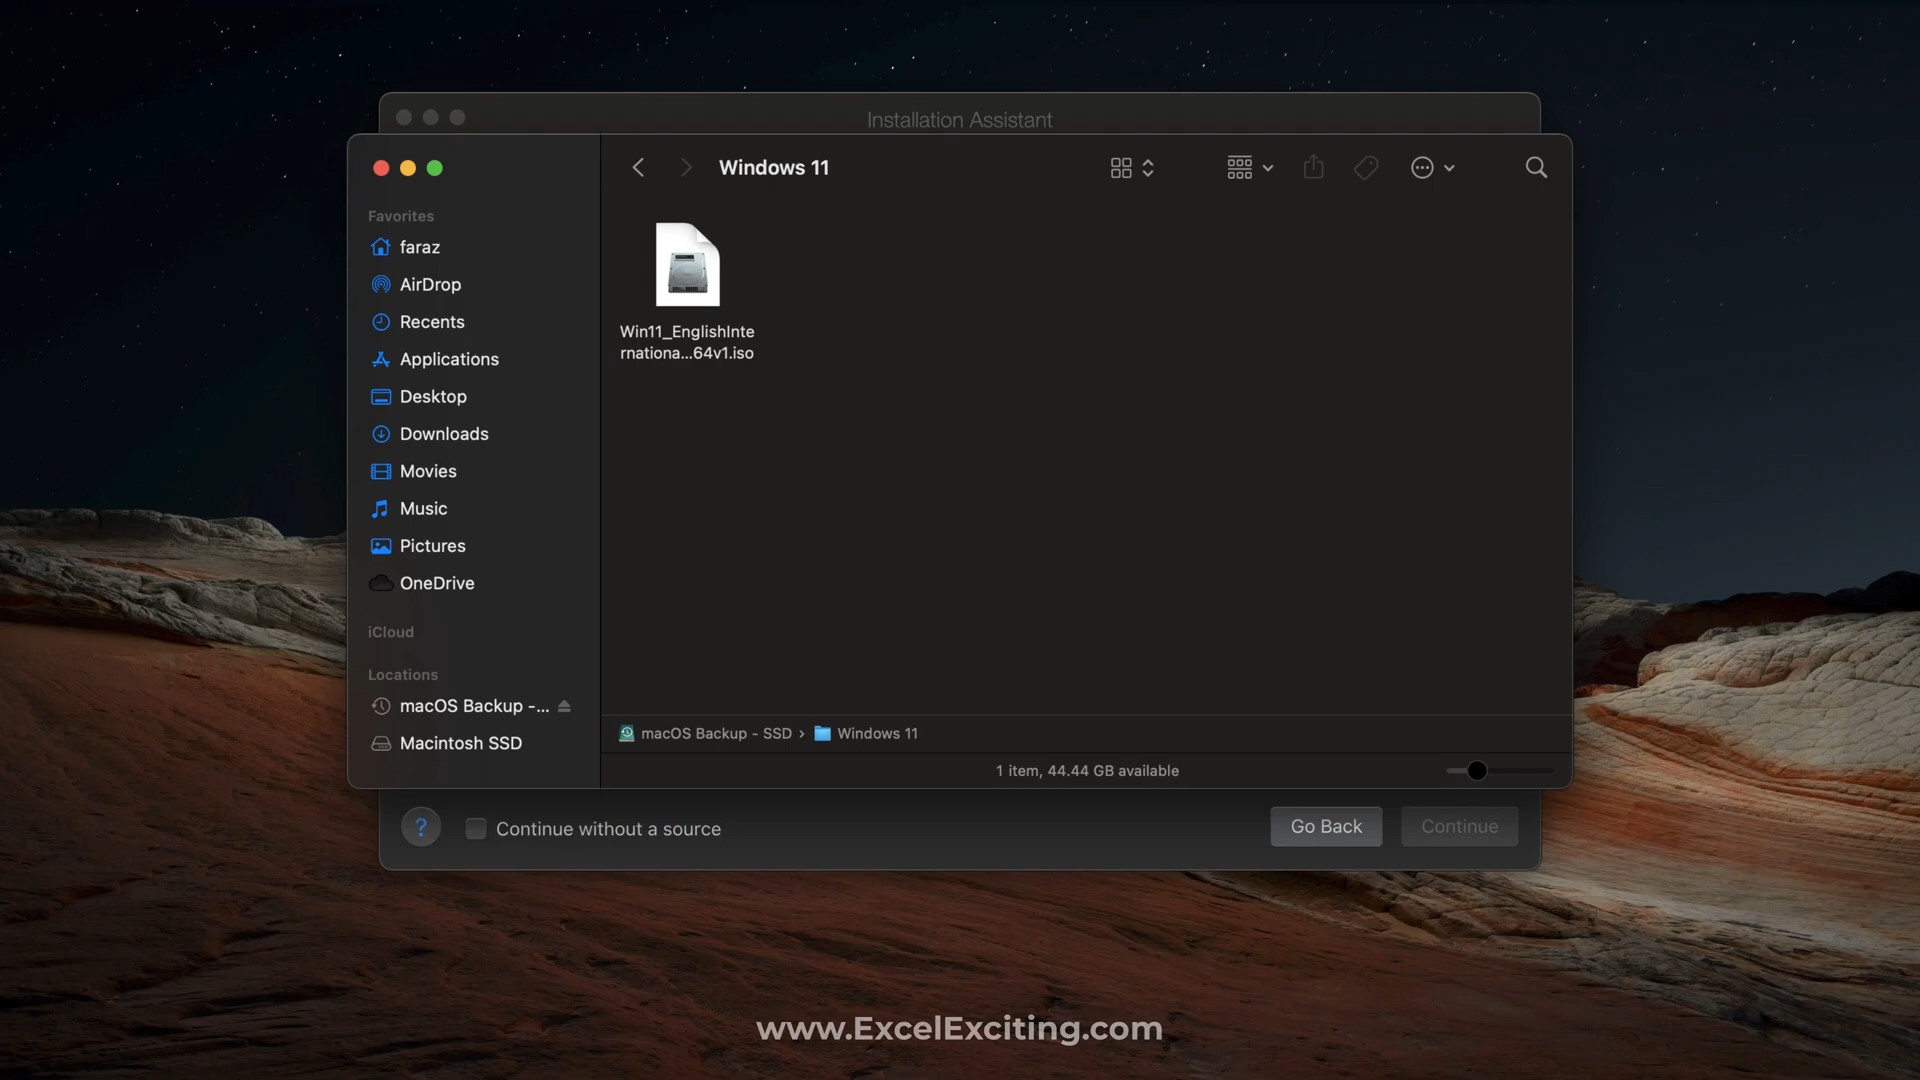 Installation Assistant
Windows 11
Favorites
faraz
AirDrop
Recents
Applications
Desktop
Downloads
Movies
Music
Pictures
OneDrive
iCloud
Locations
macOS Backup -...
Macintosh SSD
Win11_EnglishInte
rnationa...64v1.iso
macOS Backup - SSD › Windows 11
1 item, 44.44 GB available
? Continue without a source
Go Back
Continue
www.ExcelExciting.com